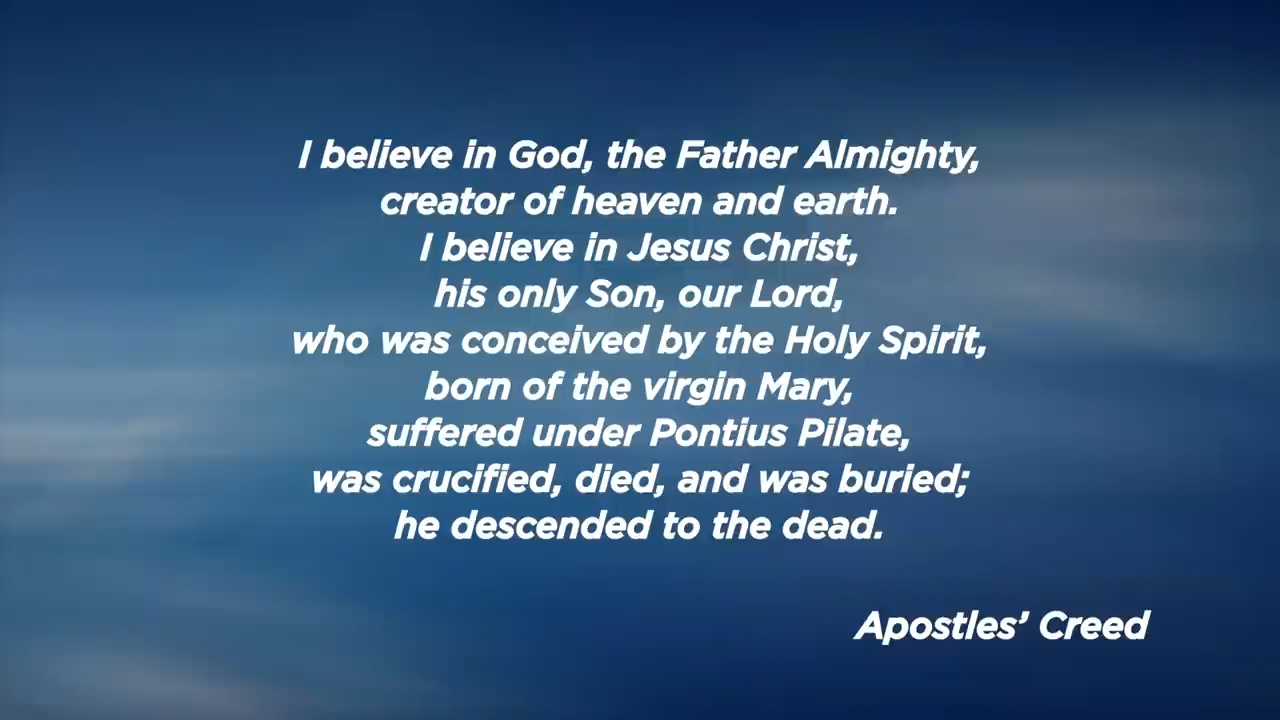 I believe in God, the Father Almighty,
creator of heaven and earth.
I believe in Jesus Christ,
his only Son, our Lord,
who was conceived by the Holy Spirit,
born of the virgin Mary,
suffered under Pontius Pilate,
was crucified, died, and was buried;
he descended to the dead.
Apostles’ Creed